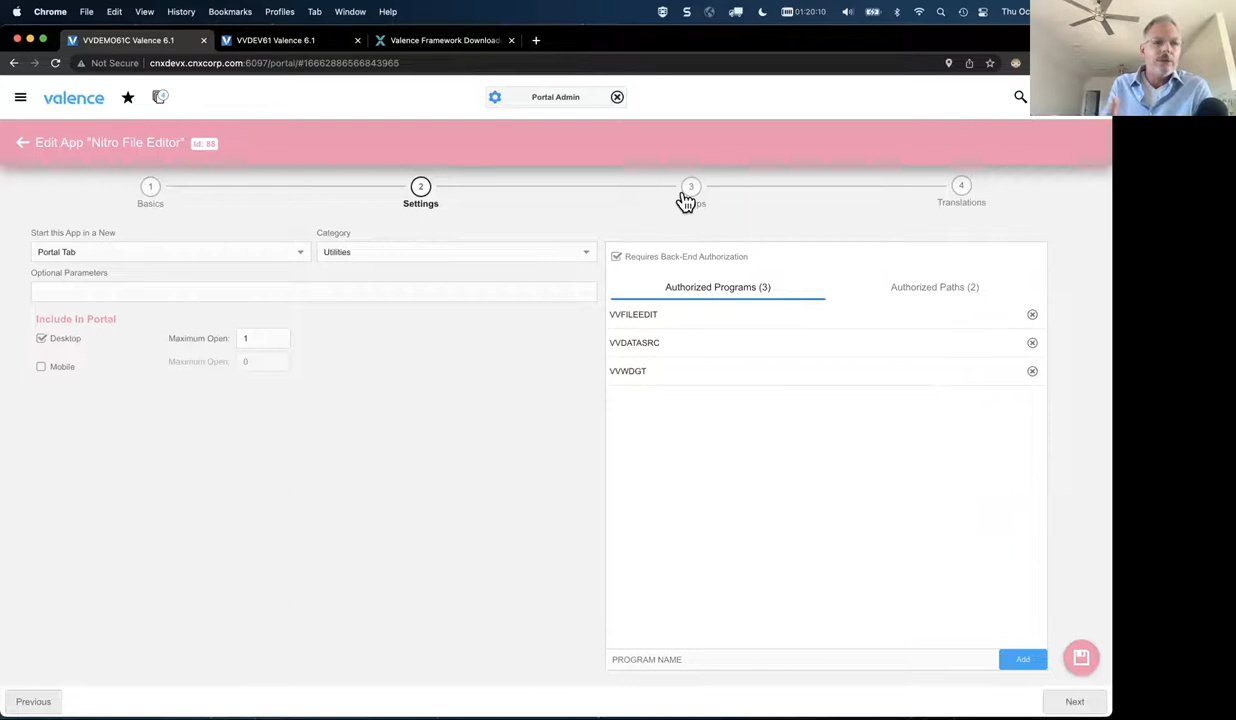 Chrome File Edit View History Bookmarks Profiles Tab Window Help 01:20:10
VVDEMO61C Valence 6.1 VVDEV61 Valence 6.1 Valence Framework Download
Not Secure cnxdevx.cnxcorp.com:6097/portal/#16662886566843965
valence Portal Admin
Edit App "Nitro File Editor" Id: 88
1 2 3 4
Basics Settings Translations
Start this App in a New Category
Portal Tab Utilities
Optional Parameters
Include In Portal
Desktop Maximum Open: 1
Mobile Maximum Open: 0
Requires Back-End Authorization
Authorized Programs (3) Authorized Paths (2)
VVFILEEDIT
VVDATASRC
VVWDGT
PROGRAM NAME Add
Previous Next